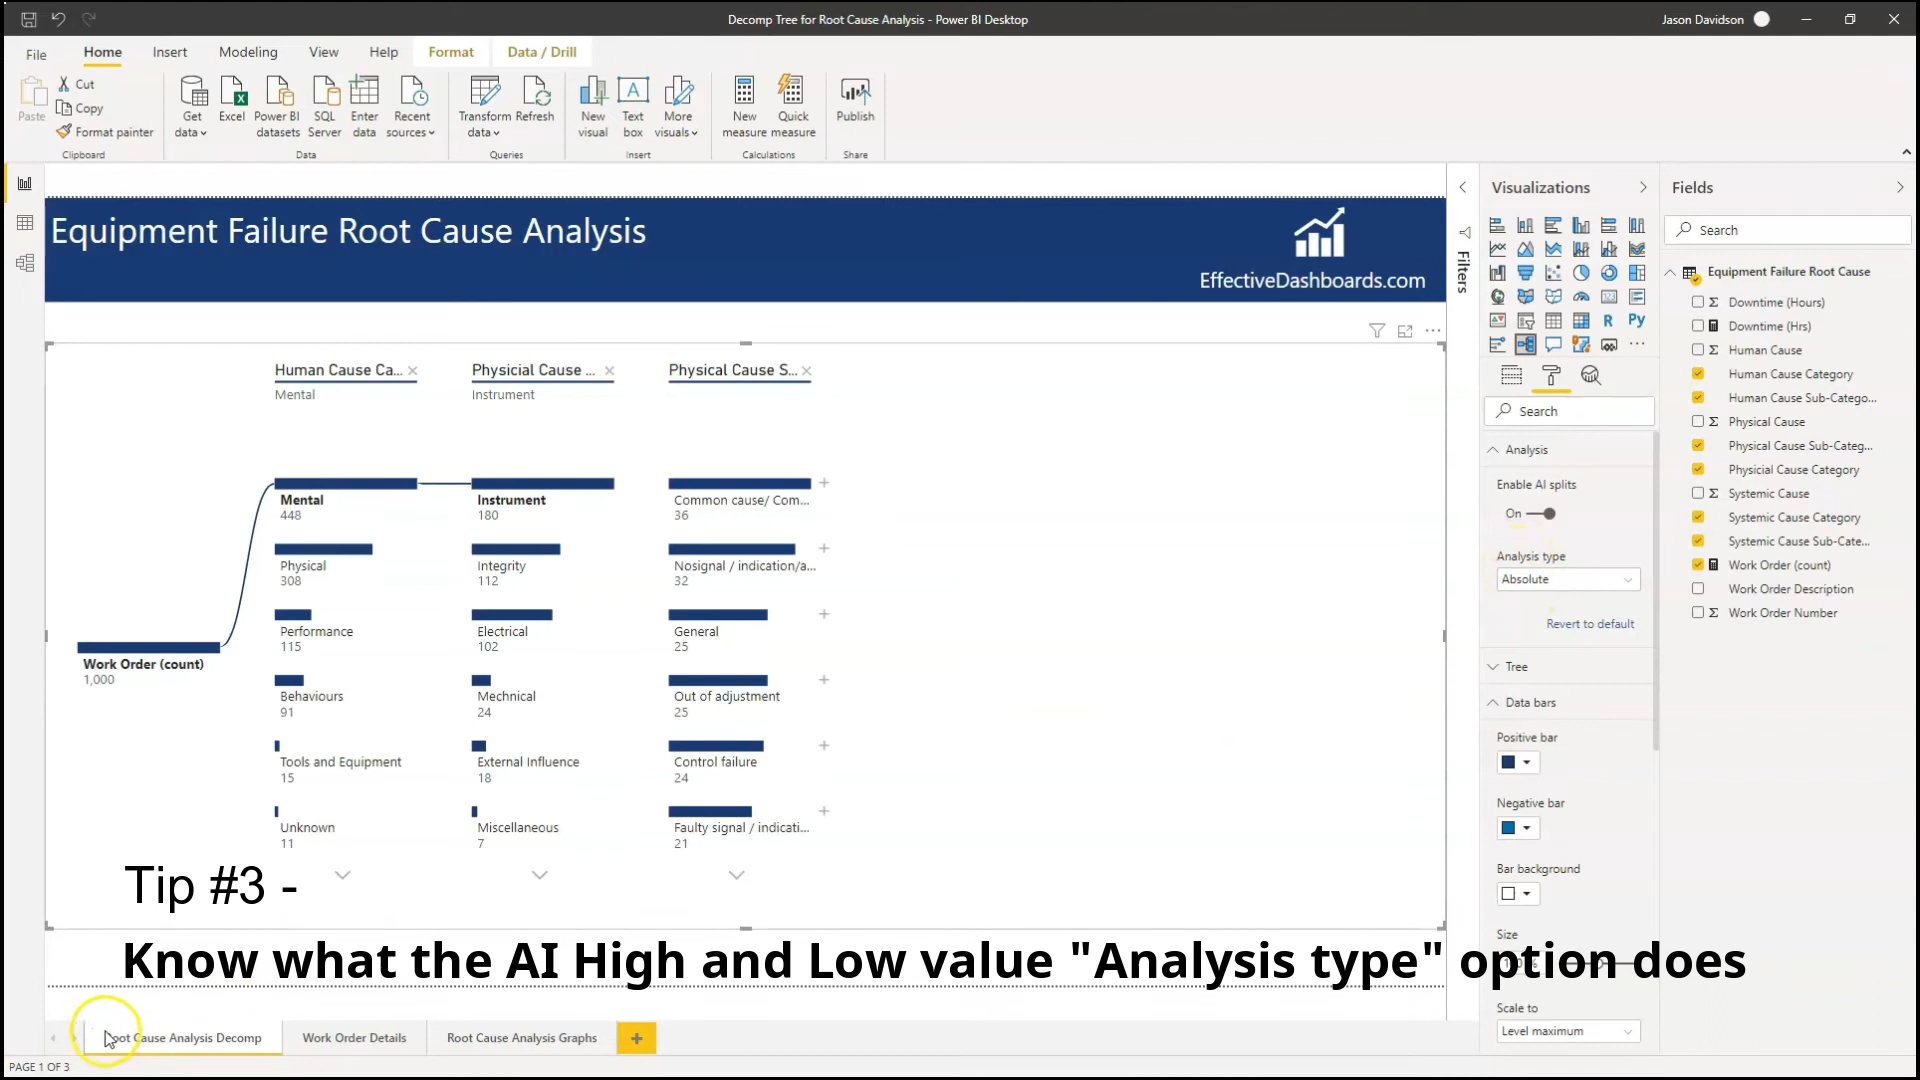 Decomp Tree for Root Cause Analysis - Power BI Desktop
Jason Davidson
File Home Insert Modeling View Help Format Data / Drill
Paste
Cut
Copy
Format painter
Clipboard
Get data
Excel
Power BI datasets
SQL Server
Enter data
Recent sources
Data
Transform data
Refresh
Queries
New visual
Text box
More visuals
Insert
New measure
Quick measure
Calculations
Publish
Share
Equipment Failure Root Cause Analysis
EffectiveDashboards.com
Human Cause Ca...
Mental
Physicial Cause ...
Instrument
Physical Cause S...
Work Order (count)
1,000
Mental
448
Physical
308
Performance
115
Behaviours
91
Tools and Equipment
15
Unknown
11
Instrument
180
Integrity
112
Electrical
102
Mechnical
24
External Influence
18
Miscellaneous
7
Common cause/ Com...
36
Nosignal / indication/a...
32
General
25
Out of adjustment
25
Control failure
24
Faulty signal / indicati...
21
Tip #3 -
Know what the AI High and Low value "Analysis type" option does
Root Cause Analysis Decomp
Work Order Details
Root Cause Analysis Graphs
PAGE 1 OF 3
Filters
Visualizations
R
Py
Search
Analysis
Enable AI splits
On
Analysis type
Absolute
Revert to default
Tree
Data bars
Positive bar
Negative bar
Bar background
Size
Scale to
Level maximum
Fields
Search
Equipment Failure Root Cause
Downtime (Hours)
Downtime (Hrs)
Human Cause
Human Cause Category
Human Cause Sub-Catego...
Physical Cause
Physical Cause Sub-Categ...
Physicial Cause Category
Systemic Cause
Systemic Cause Category
Systemic Cause Sub-Cate...
Work Order (count)
Work Order Description
Work Order Number